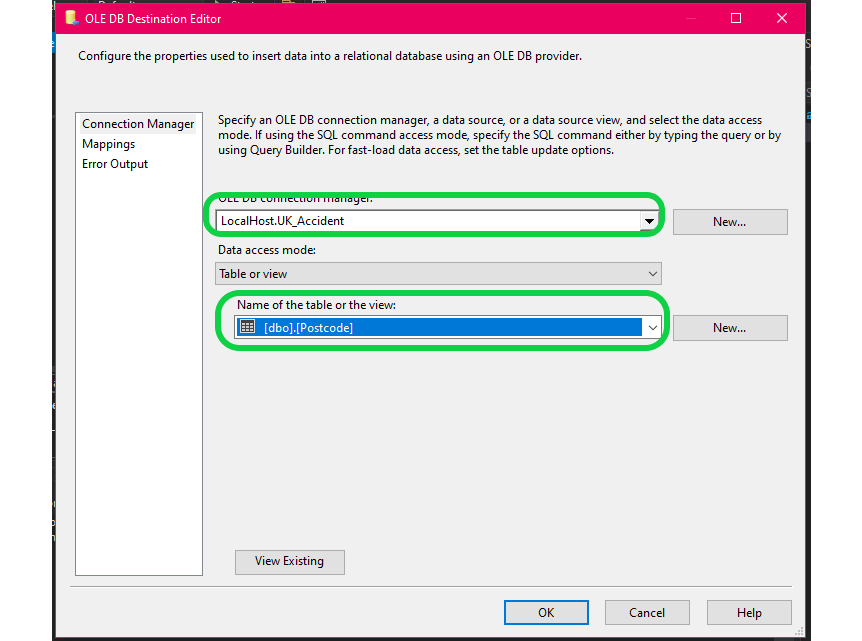 OLE DB Destination Editor
Configure the properties used to insert data into a relational database using an OLE DB provider.
Connection Manager
Mappings
Error Output
Specify an OLE DB connection manager, a data source, or a data source view, and select the data access
mode. If using the SQL command access mode, specify the SQL command either by typing the query or by
using Query Builder. For fast-load data access, set the table update options.
OLE DB connection manager:
LocalHost.UK_Accident
New...
Data access mode:
Table or view
Name of the table or the view:
[dbo].[Postcode]
New...
View Existing
OK
Cancel
Help